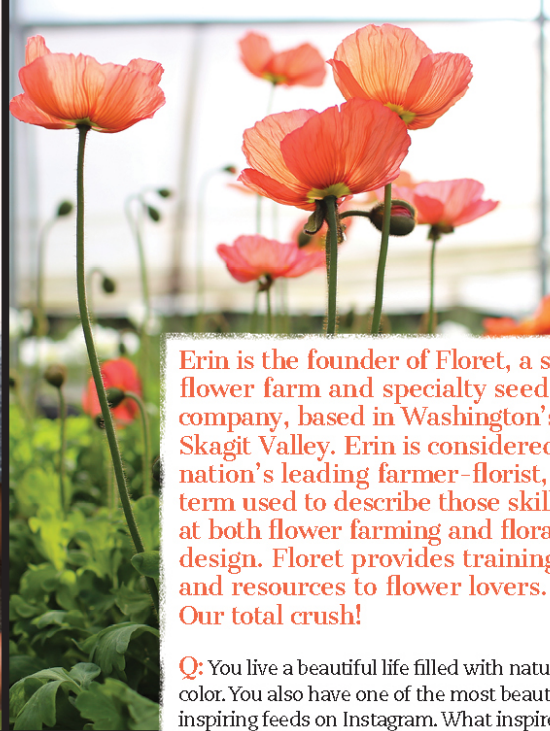 Erin is the founder of Floret, a s
flower farm and specialty seed
company, based in Washington's
Skagit Valley. Erin is considered
nation's leading farmer-florist,
term used to describe those skil
at both flower farming and flora
design. Floret provides training
and resources to flower lovers.
Our total crush!
Q: You live a beautiful life filled with natu
color. You also have one of the most beaut
inspiring feeds on Instagram. What inspire